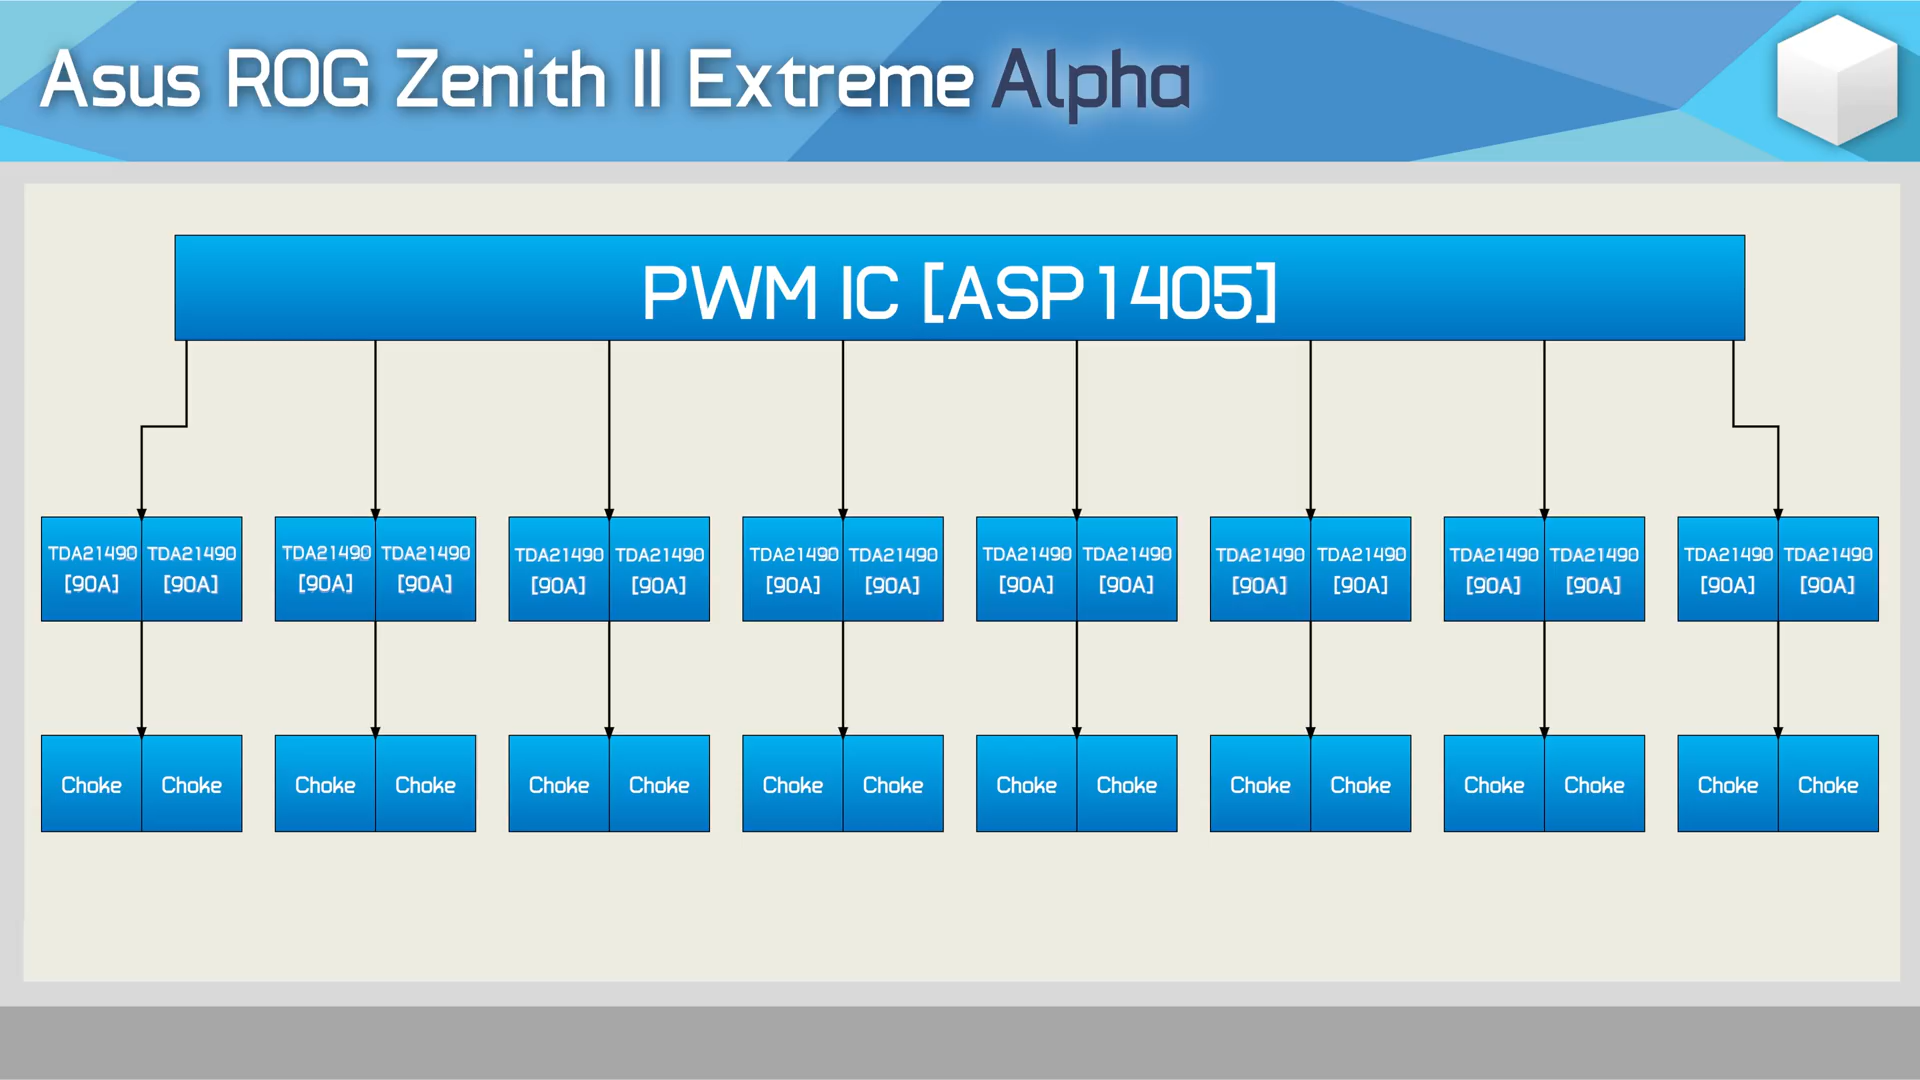 Asus ROG Zenith II Extreme Alpha
PWM IC [ASP1405]
TDA21490 TDA21490 TDA21490 TDA21490 TDA21490 TDA21490 TDA21490 TDA21490 TDA21490 TDA21490 TDA21490 TDA21490 TDA21490 TDA21490 TDA21490 TDA21490
[90A] [90A] [90A] [90A] [90A] [90A] [90A] [90A] [90A] [90A] [90A] [90A] [90A] [90A] [90A] [90A]
Choke Choke Choke Choke Choke Choke Choke Choke Choke Choke Choke Choke Choke Choke Choke Choke